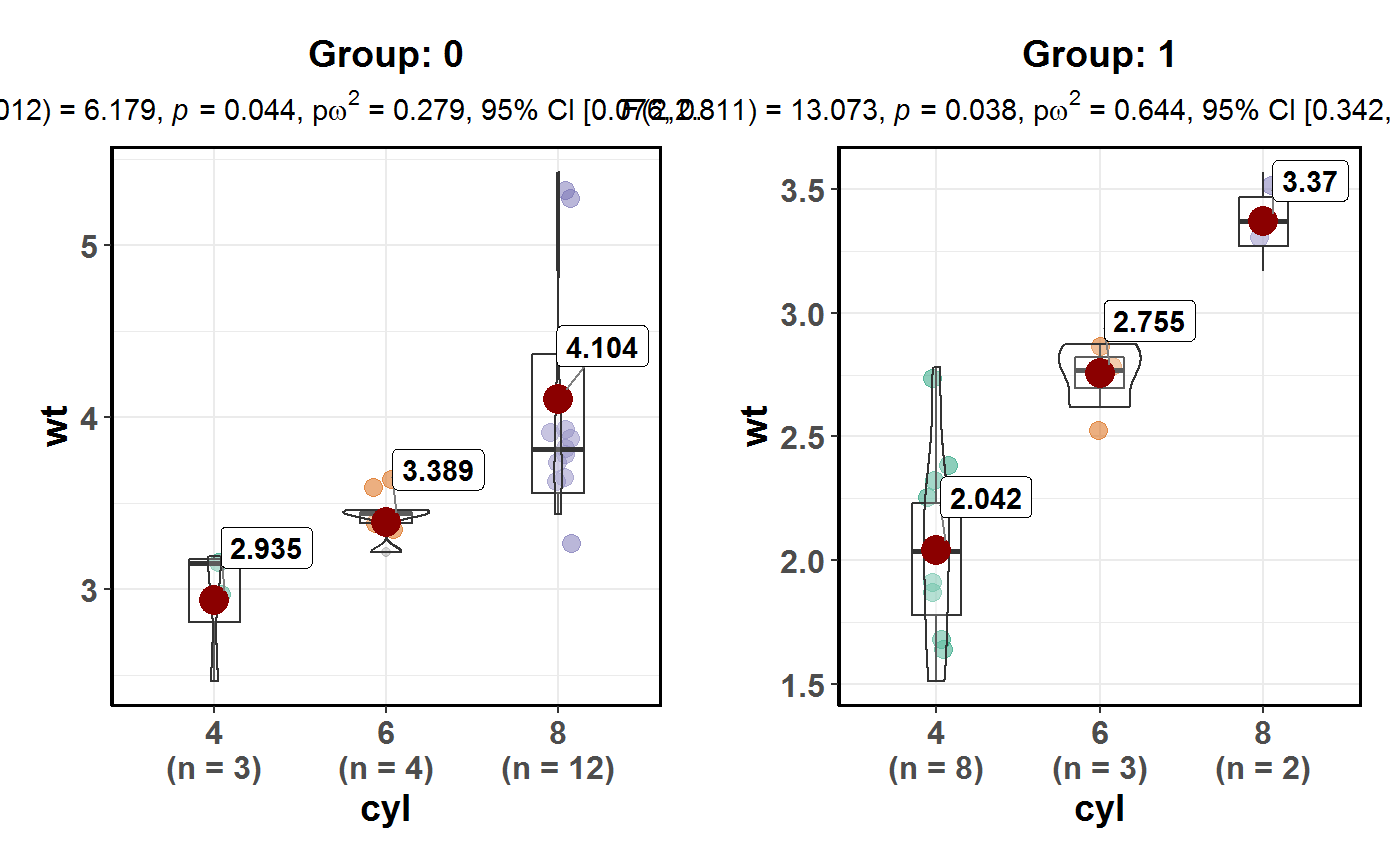 Group: 0
012) = 6.179, p = 0.044, pω² = 0.279, 95% CI
5
4
3
wt
2.935
3.389
4.104
4 6 8
(n = 3) (n = 4) (n = 12)
cyl
Group: 1
.811) = 13.073, p = 0.038, pω² = 0.644, 95% CI [0.342,
3.5
3.0
2.5
2.0
1.5
wt
2.042
2.755
3.37
4 6 8
(n = 8) (n = 3) (n = 2)
cyl